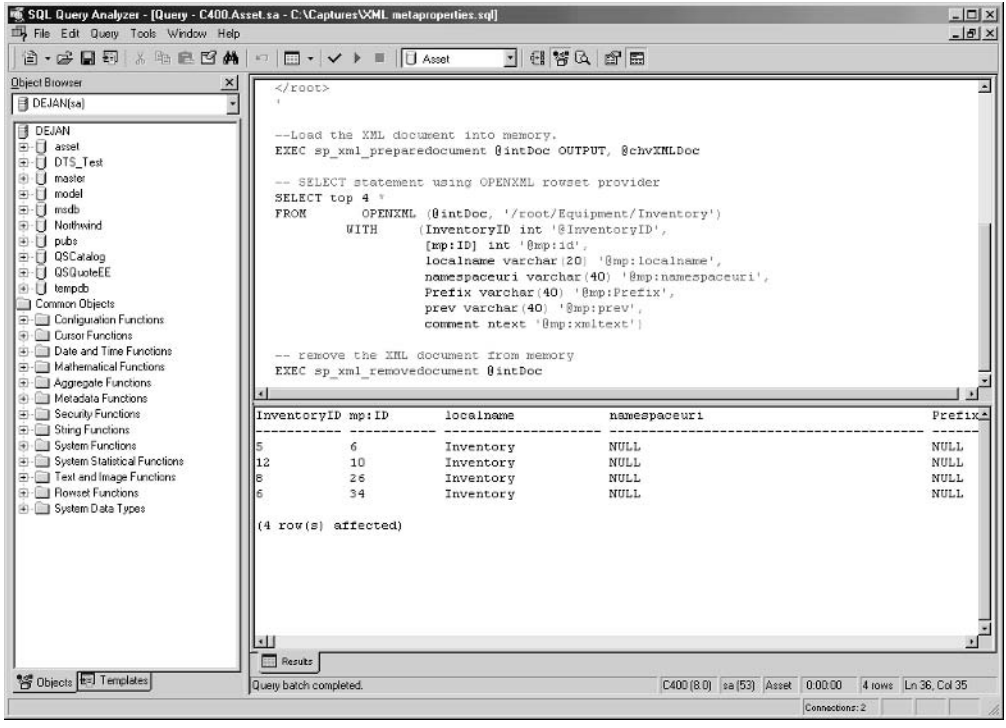 SQL Query Analyzer - [Query - C400.Asset.sa - C:\Captures\XML metaproperties.sql]
File Edit Query Tools Window Help
Asset
Object Browser
DEJAN(sa)
DEJAN
asset
DTS_Test
master
model
msdb
Northwind
pubs
QSCatalog
QSQuoteEE
tempdb
Common Objects
Configuration Functions
Cursor Functions
Date and Time Functions
Mathematical Functions
Aggregate Functions
Metadata Functions
Security Functions
String Functions
System Functions
System Statistical Functions
Text and Image Functions
Rowset Functions
System Data Types
Objects Templates
</root>
'
--Load the XML document into memory.
EXEC sp_xml_preparedocument @intDoc OUTPUT, @chvXMLDoc
-- SELECT statement using OPENXML rowset provider
SELECT top 4 *
FROM OPENXML (@intDoc, '/root/Equipment/Inventory')
WITH (InventoryID int '@InventoryID',
[mp:ID] int '@mp:id',
localname varchar(20) '@mp:localname',
namespaceuri varchar(40) '@mp:namespaceuri',
Prefix varchar(40) '@mp:Prefix',
prev varchar(40) '@mp:prev',
comment ntext '@mp:xmltext')
-- remove the XML document from memory
EXEC sp_xml_removedocument @intDoc
InventoryID mp:ID localname namespaceuri Prefix
----------- ----------- -------------------- ---------------------------------------- ------
5 6 Inventory NULL NULL
12 10 Inventory NULL NULL
8 26 Inventory NULL NULL
6 34 Inventory NULL NULL
(4 row(s) affected)
Results
Query batch completed. C400 (8.0) sa (53) Asset 0:00:00 4 rows Ln 36, Col 35
Connections: 2